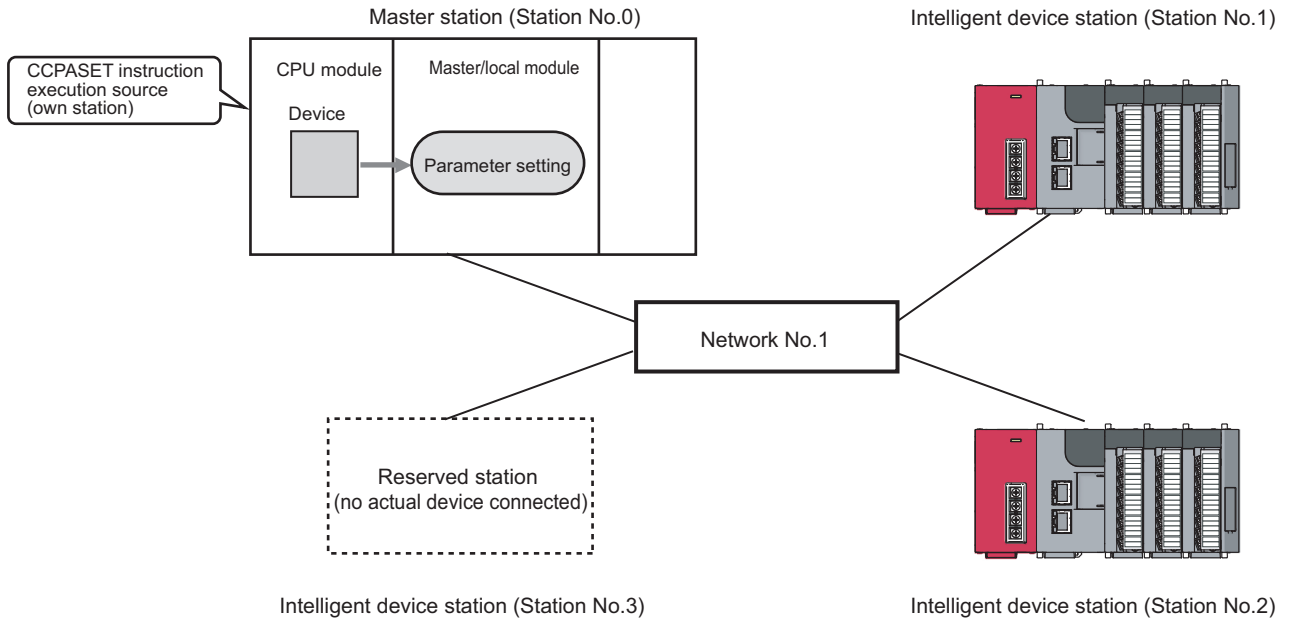 Master station (Station No.0)
Intelligent device station (Station No.1)
CCPASET instruction
execution source
(own station)
CPU module
Master/local module
Device
Parameter setting
Network No.1
Reserved station
(no actual device connected)
Intelligent device station (Station No.3)
Intelligent device station (Station No.2)